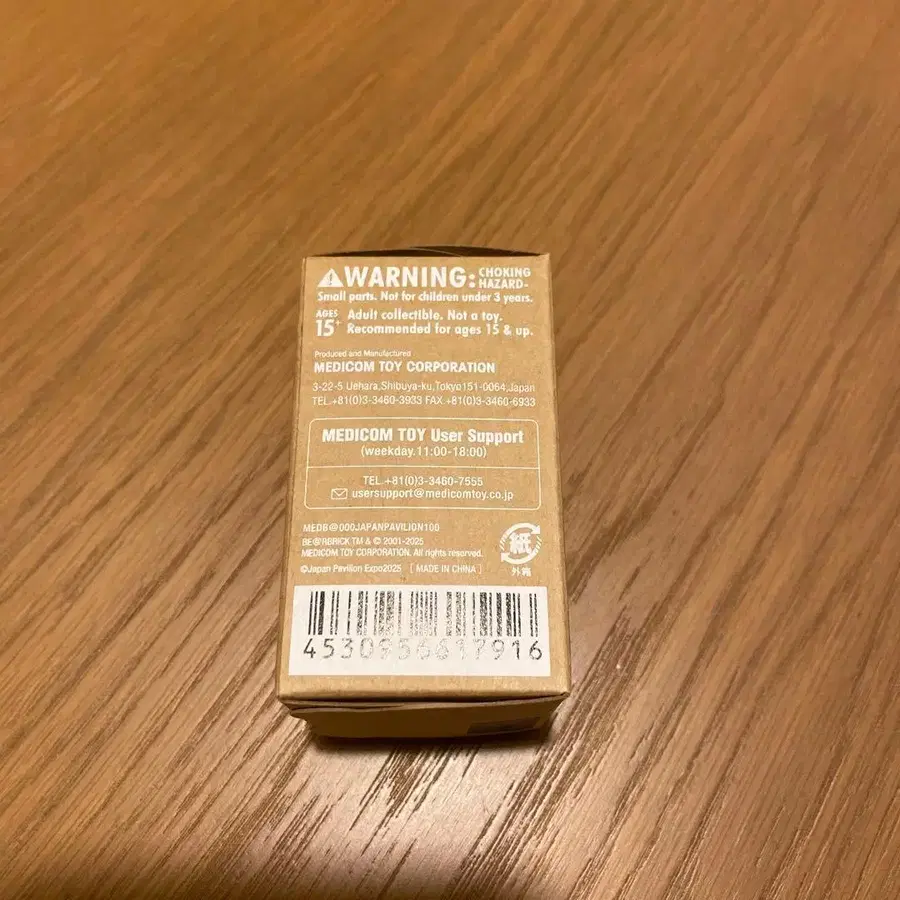 WARNING: CHOKING HAZARD-
Small parts. Not for children under 3 years.
AGES 15+ Adult collectible. Not a toy.
Recommended for ages 15 & up.
Produced and Manufactured
MEDICOM TOY CORPORATION
3-22-5 Uehara,Shibuya-ku,Tokyo151-0064,Japan
TEL.+81(0)3-3460-3933 FAX.+81(0)3-3460-6933
MEDICOM TOY User Support
(weekday.11:00-18:00)
TEL.+81(0)3-3460-7555
usersupport@medicomtoy.co.jp
MEDB@000JAPANPAVILION100
BE@RBRICK TM & © 2001-2025
MEDICOM TOY CORPORATION. All rights reserved.
©Japan Pavilion Expo2025 [ MADE IN CHINA ]
紙
外箱
4530956617916